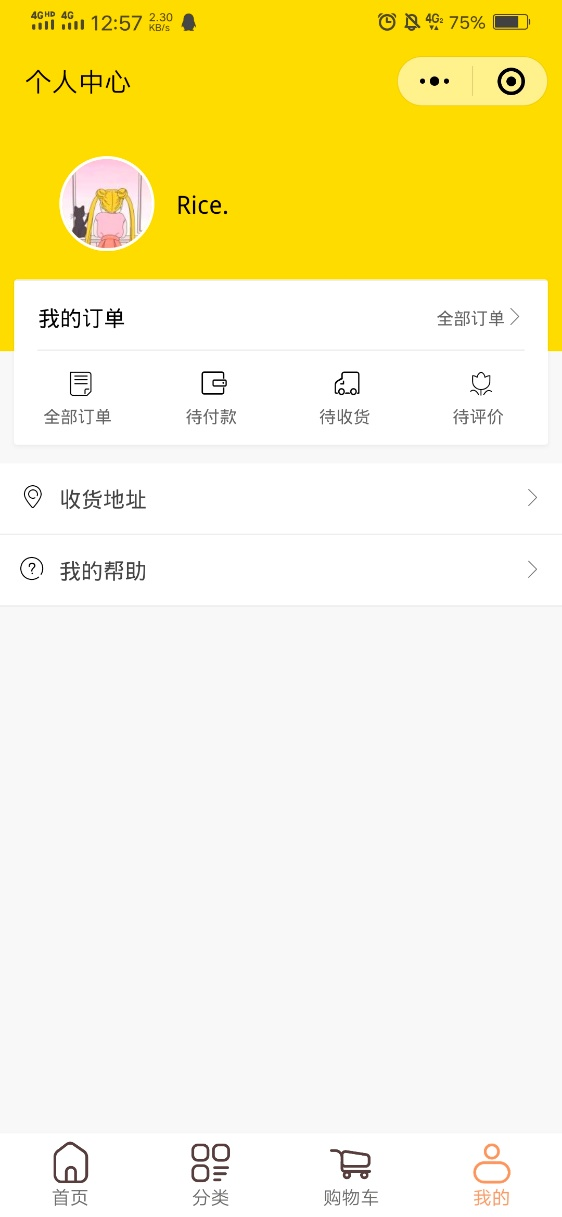 4GHD 4G 12:57 2.30 KB/s 4G2 75%
个人中心
Rice.
我的订单 全部订单
全部订单 待付款 待收货 待评价
收货地址
我的帮助
首页 分类 购物车 我的